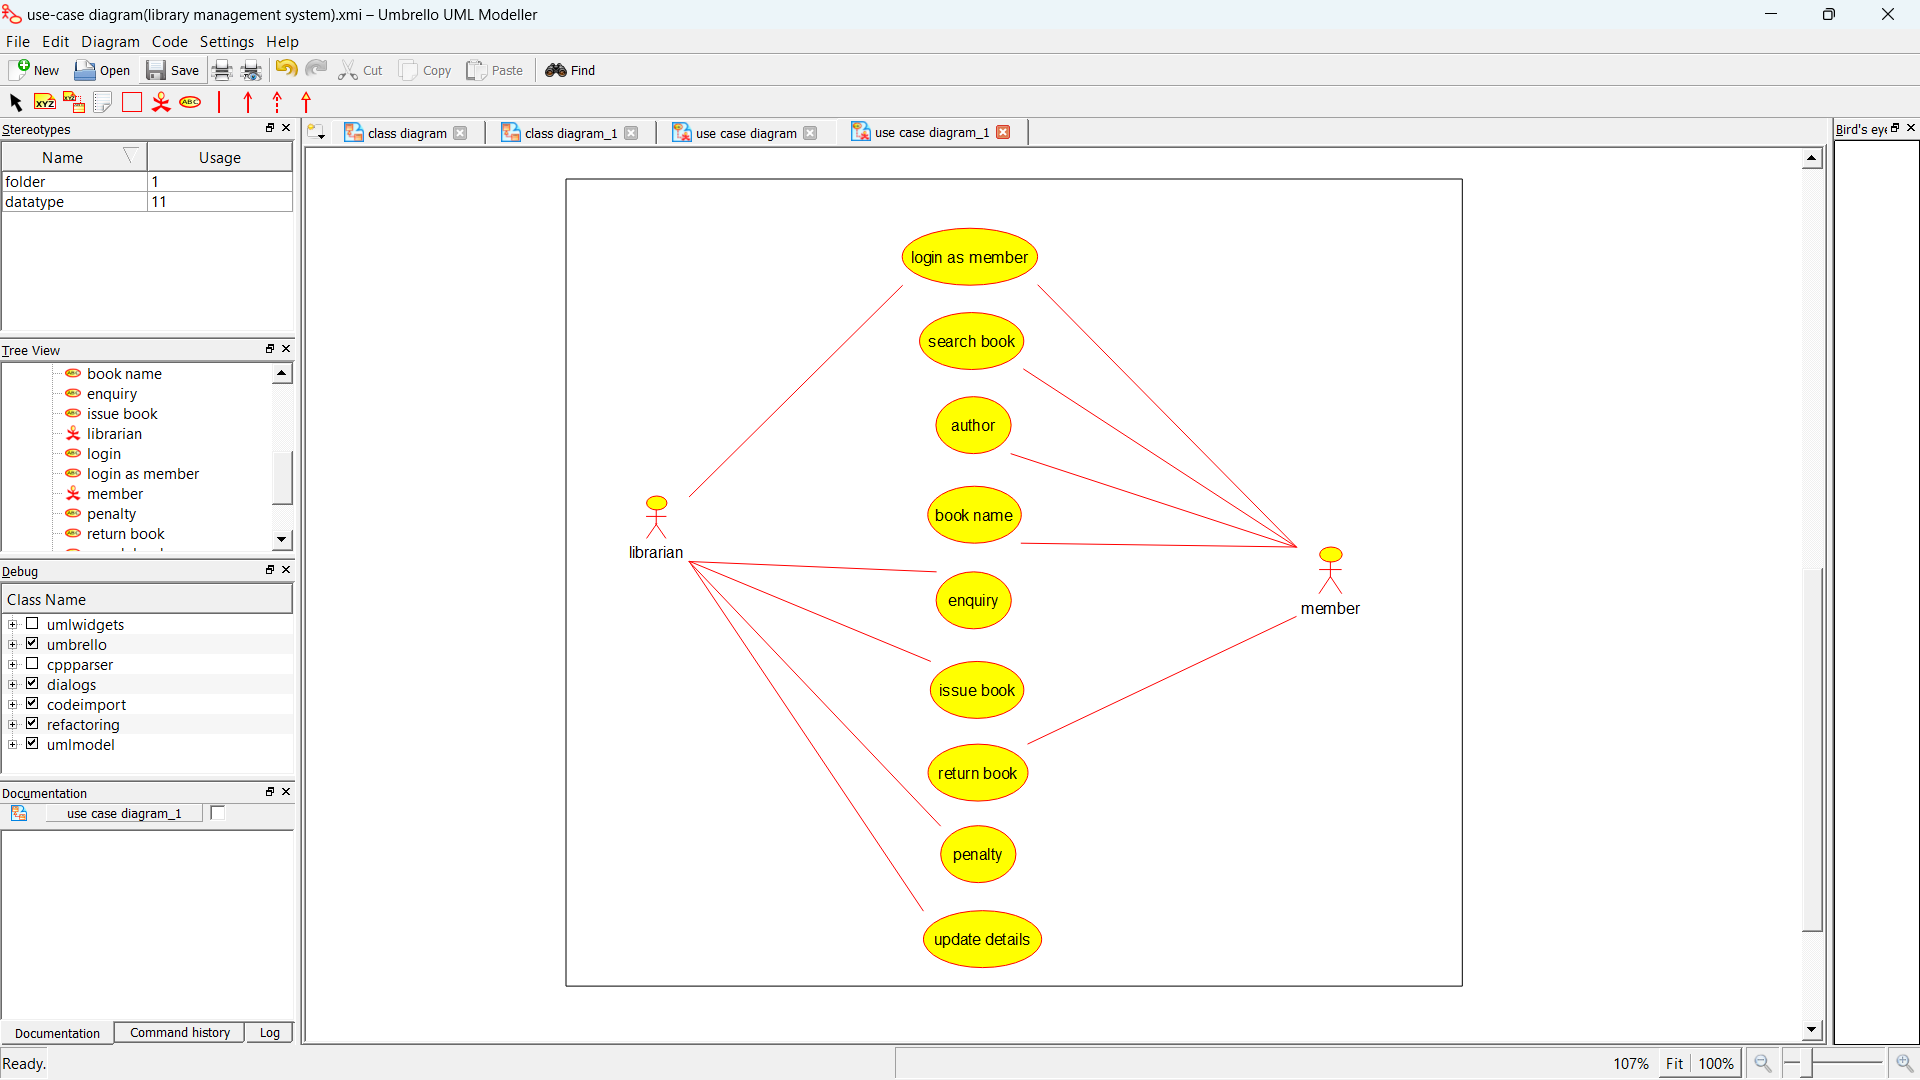 use-case diagram(library management system).xmi – Umbrello UML Modeller
File Edit Diagram Code Settings Help
New Open Save Cut Copy Paste Find
XYZ XYZ ABC
Stereotypes
Name Usage
folder 1
datatype 11
Tree View
book name
enquiry
issue book
librarian
login
login as member
member
penalty
return book
Debug
Class Name
umlwidgets
umbrello
cppparser
dialogs
codeimport
refactoring
umlmodel
Documentation
use case diagram_1
Documentation Command history Log
Ready.
class diagram class diagram_1 use case diagram use case diagram_1
login as member
search book
author
book name
librarian
enquiry
member
issue book
return book
penalty
update details
Bird's eye
107% Fit 100%